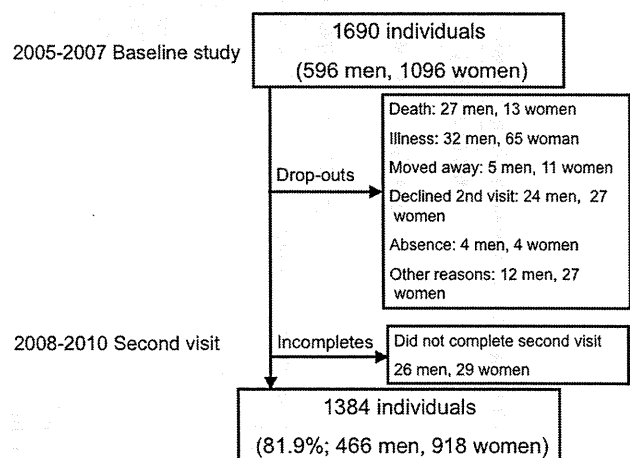 1690 individuals
2005-2007 Baseline study
(596 men, 1096 women)
Death: 27 men, 13 women
Illness: 32 men, 65 woman
Moved away: 5 men, 11 women
Drop-outs
Declined 2nd visit: 24 men, 27
women
Absence: 4 men, 4 women
Other reasons: 12 men, 27
women
2008-2010 Second visit
Incompletes
Did not complete second visit
26 men, 29 women
1384 individuals
(81.9%; 466 men, 918 women)